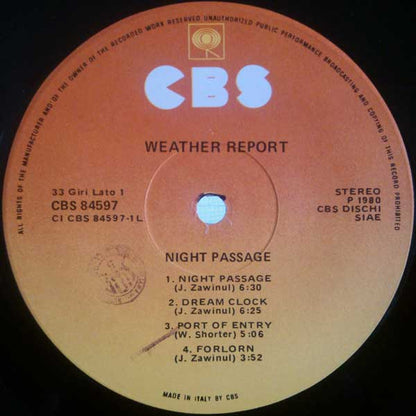 ALL RIGHTS OF THE MANUFACTURER AND OF THE OWNER OF THE RECORDED WORK RESERVED UNAUTHORIZED PUBLIC PERFORMANCE BROADCASTING AND COPYING OF THIS RECORD PROHIBITED
CBS
WEATHER REPORT
33 Giri Lato 1
CBS 84597
CI CBS 84597-1L
STEREO
P 1980
CBS DISCHI
SIAE
NIGHT PASSAGE
1. NIGHT PASSAGE
(J. Zawinul) 6:30
2. DREAM CLOCK
(J. Zawinul) 6:25
3. PORT OF ENTRY
(W. Shorter) 5:06
4. FORLORN
(J. Zawinul) 3:52
MADE IN ITALY BY CBS